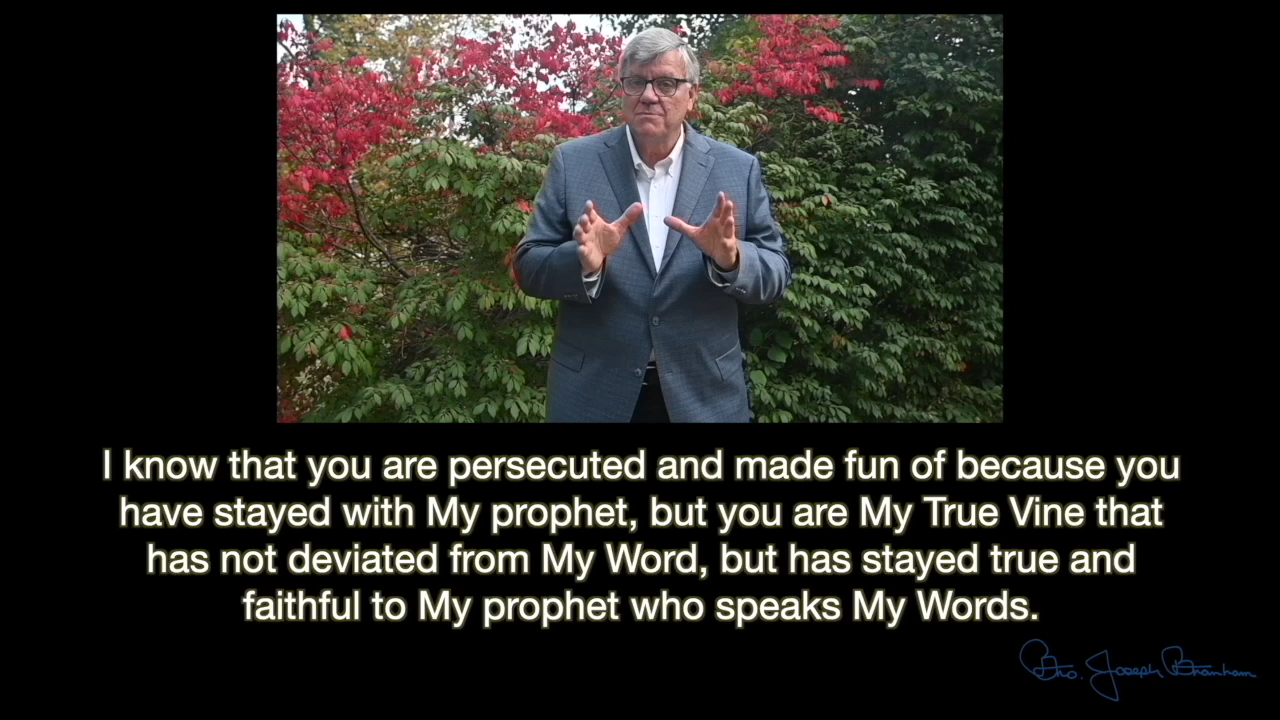 I know that you are persecuted and made fun of because you
have stayed with My prophet, but you are My True Vine that
has not deviated from My Word, but has stayed true and
faithful to My prophet who speaks My Words.
Bro. Joseph Branham